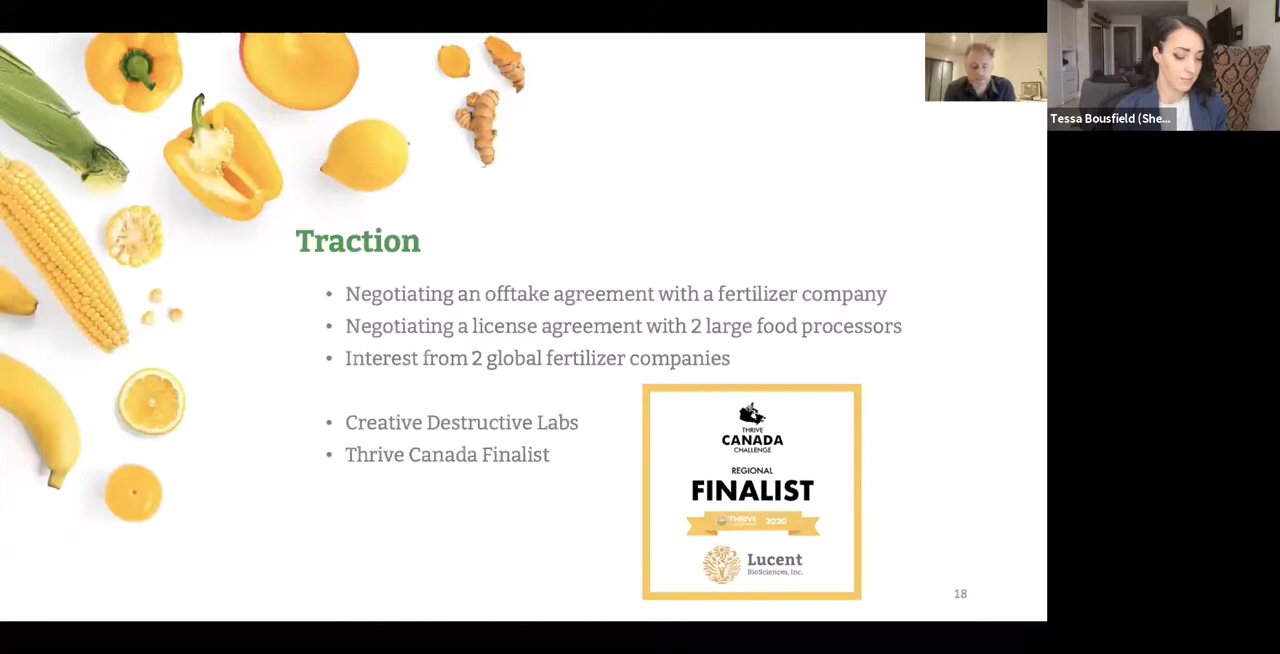 Tessa Bousfield (She...
Traction
• Negotiating an offtake agreement with a fertilizer company
• Negotiating a license agreement with 2 large food processors
• Interest from 2 global fertilizer companies
• Creative Destructive Labs
• Thrive Canada Finalist
THRIVE
CANADA
CHALLENGE
REGIONAL
FINALIST
THRIVE 2020
Lucent
BioSciences, Inc.
18